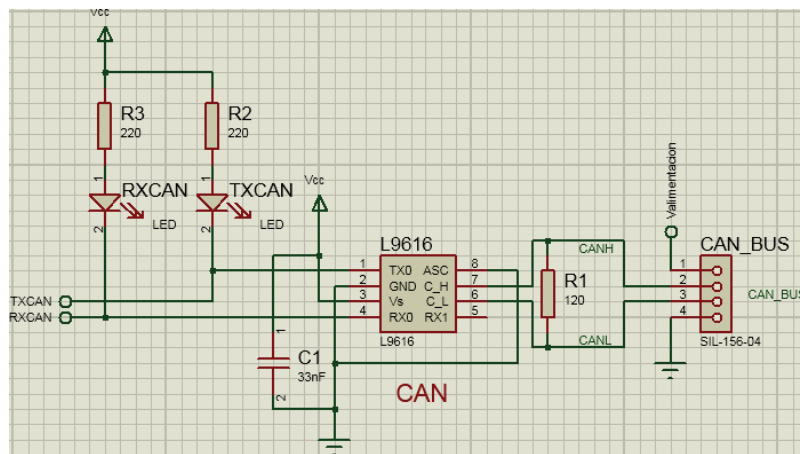 Vcc
R3
220
R2
220
1
1
RXCAN
LED
TXCAN
LED
2
2
Vcc
Valimentacion
L9616
CAN_BUS
1 TX0 ASC 8
2 GND C_H 7
3 Vs C_L 6
4 RX0 RX1 5
L9616
CANH
R1
120
CANL
1
2
3
4
CAN_BUS
SIL-156-04
TXCAN
RXCAN
1
C1
33nF
2
CAN